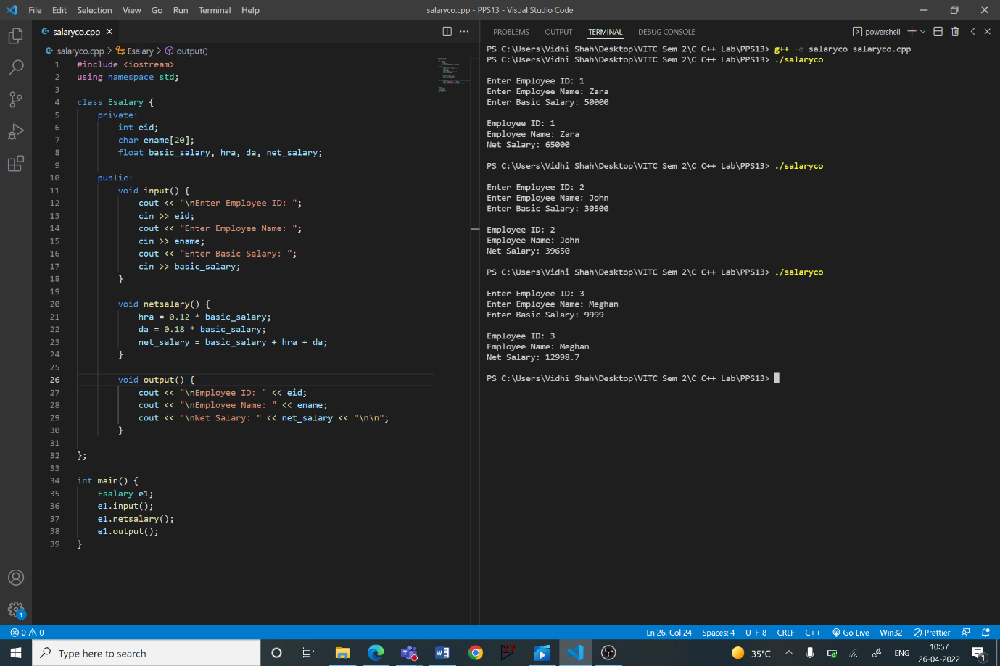 File Edit Selection View Go Run Terminal Help
salaryco.cpp - PPS13 - Visual Studio Code
salaryco.cpp
salaryco.cpp > Esalary > output()
1 #include <iostream>
2 using namespace std;
3
4 class Esalary {
5 private:
6 int eid;
7 char ename[20];
8 float basic_salary, hra, da, net_salary;
9
10 public:
11 void input() {
12 cout << "\nEnter Employee ID: ";
13 cin >> eid;
14 cout << "Enter Employee Name: ";
15 cin >> ename;
16 cout << "Enter Basic Salary: ";
17 cin >> basic_salary;
18 }
19
20 void netsalary() {
21 hra = 0.12 * basic_salary;
22 da = 0.18 * basic_salary;
23 net_salary = basic_salary + hra + da;
24 }
25
26 void output() {
27 cout << "\nEmployee ID: " << eid;
28 cout << "\nEmployee Name: " << ename;
29 cout << "\nNet Salary: " << net_salary << "\n\n";
30 }
31
32 };
33
34 int main() {
35 Esalary e1;
36 e1.input();
37 e1.netsalary();
38 e1.output();
39 }
PROBLEMS OUTPUT TERMINAL DEBUG CONSOLE
powershell
PS C:\Users\Vidhi Shah\Desktop\VITC Sem 2\C C++ Lab\PPS13> g++ -o salaryco salaryco.cpp
PS C:\Users\Vidhi Shah\Desktop\VITC Sem 2\C C++ Lab\PPS13> ./salaryco
Enter Employee ID: 1
Enter Employee Name: Zara
Enter Basic Salary: 50000
Employee ID: 1
Employee Name: Zara
Net Salary: 65000
PS C:\Users\Vidhi Shah\Desktop\VITC Sem 2\C C++ Lab\PPS13> ./salaryco
Enter Employee ID: 2
Enter Employee Name: John
Enter Basic Salary: 30500
Employee ID: 2
Employee Name: John
Net Salary: 39650
PS C:\Users\Vidhi Shah\Desktop\VITC Sem 2\C C++ Lab\PPS13> ./salaryco
Enter Employee ID: 3
Enter Employee Name: Meghan
Enter Basic Salary: 9999
Employee ID: 3
Employee Name: Meghan
Net Salary: 12998.7
PS C:\Users\Vidhi Shah\Desktop\VITC Sem 2\C C++ Lab\PPS13>
1
0 0
Ln 26, Col 24 Spaces: 4 UTF-8 CRLF C++ Go Live Win32 Prettier
Type here to search
35°C
ENG
10:57
26-04-2022
1